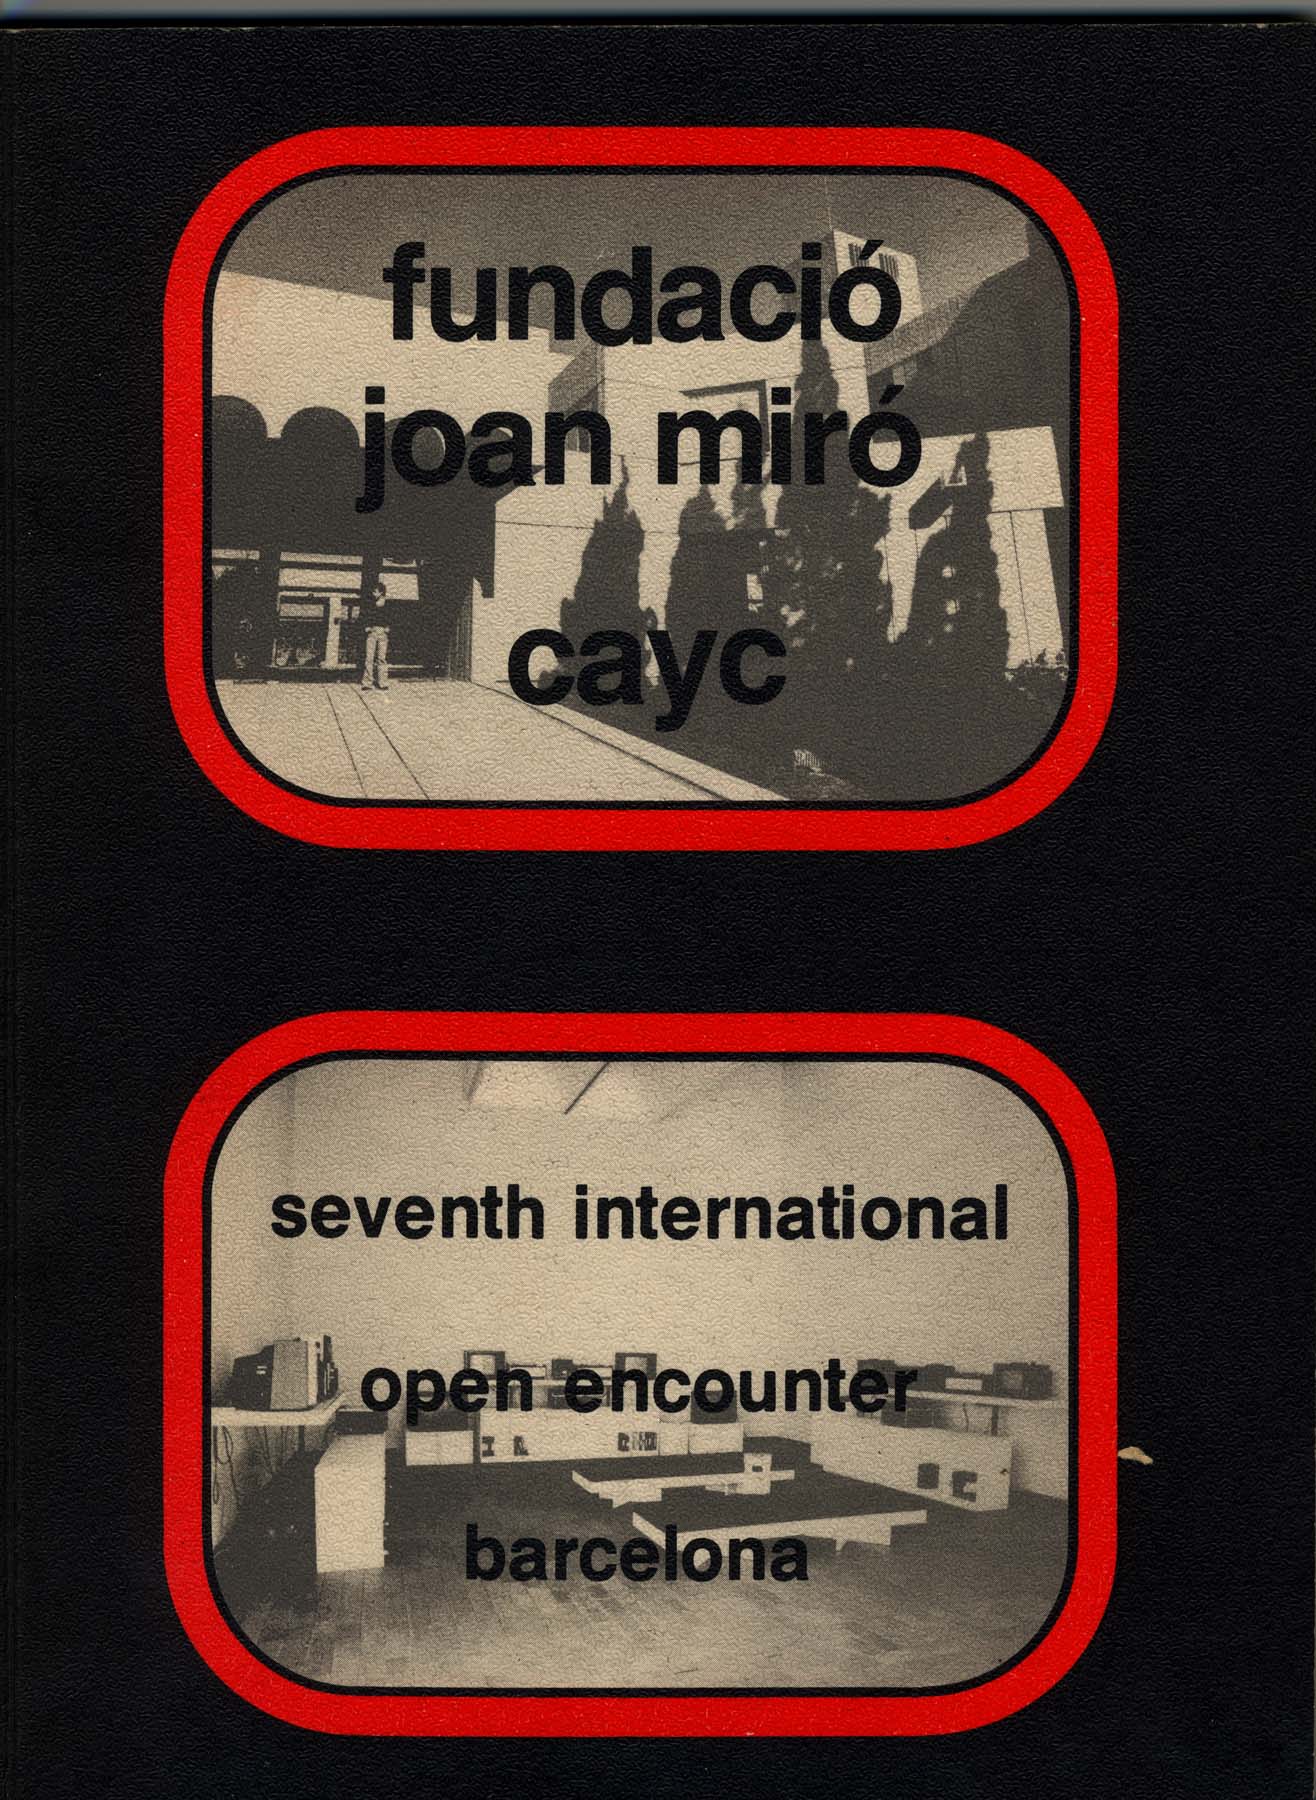 fundació
joan miró
cayc
seventh international
open encounter
barcelona